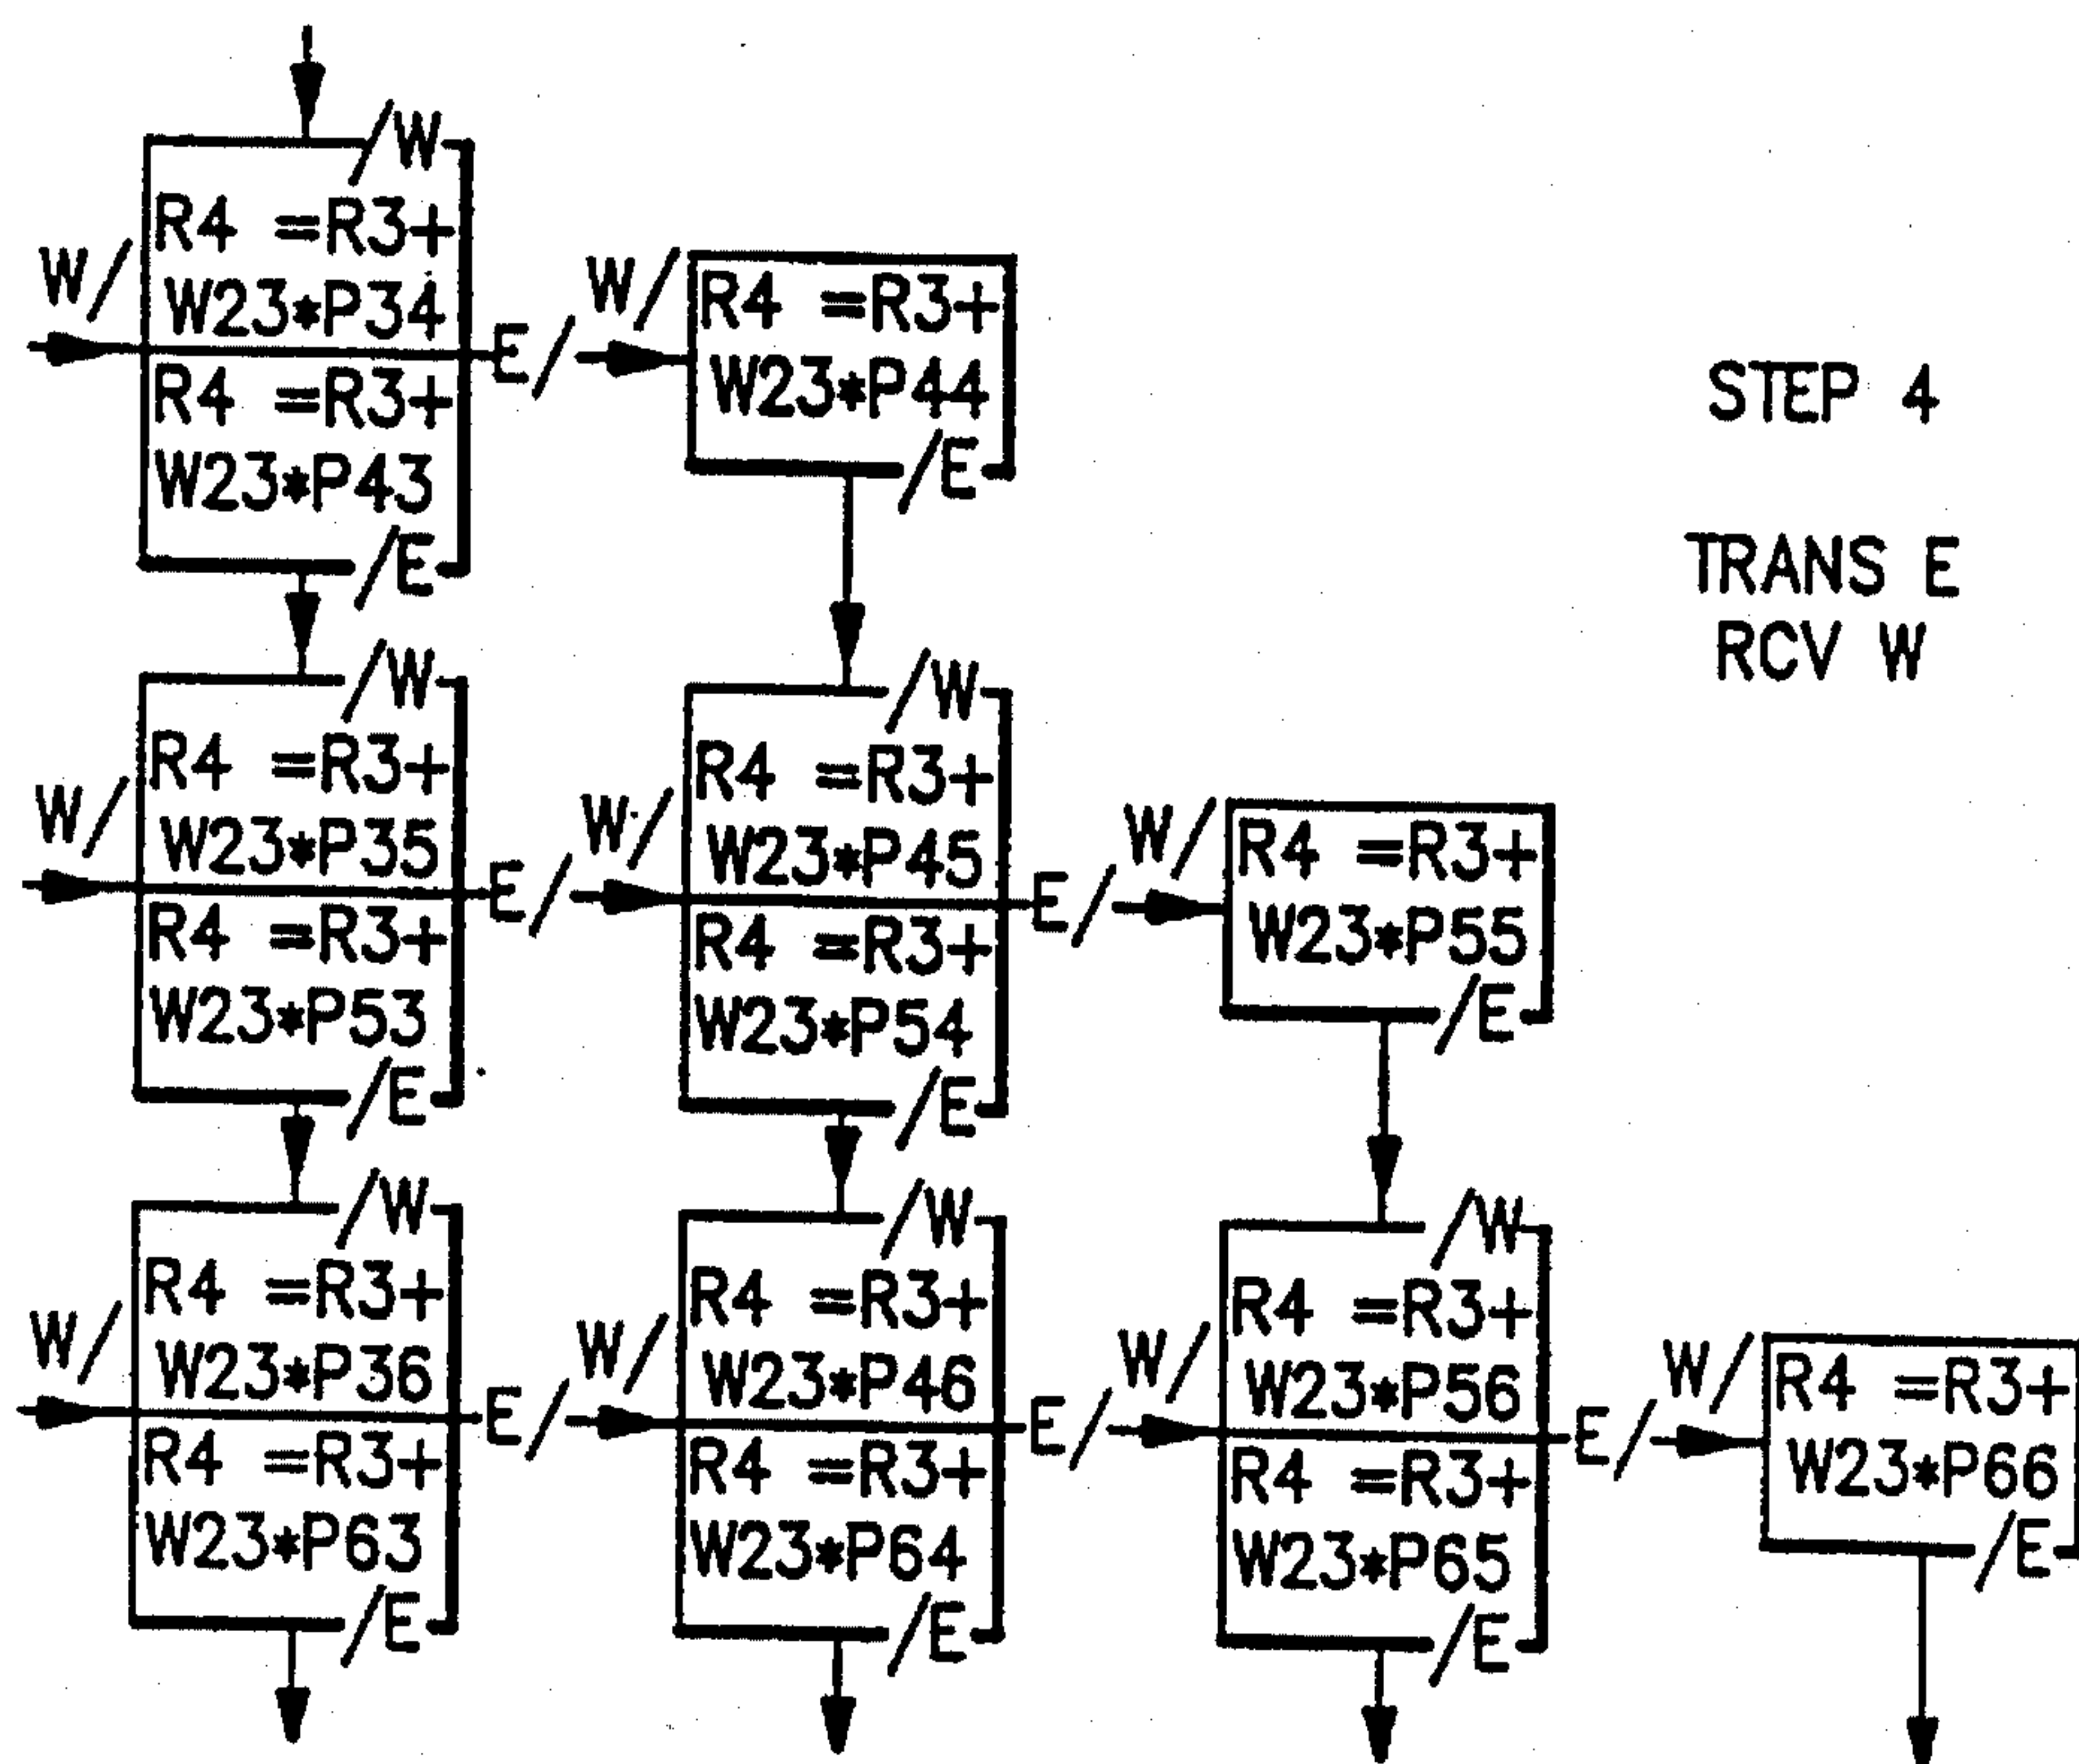 /W
R4 =R3+
W23*P34
W/
R4 =R3+
W23*P43
/E
E/
W/
R4 =R3+
W23*P44
/E
STEP 4
TRANS E
RCV W
/W
R4 =R3+
W23*P35
W/
R4 =R3+
W23*P53
/E
E/
/W
W/
R4 =R3+
W23*P45
R4 =R3+
W23*P54
/E
E/
W/
R4 =R3+
W23*P55
/E
/W
R4 =R3+
W23*P36
W/
R4 =R3+
W23*P63
/E
E/
/W
W/
R4 =R3+
W23*P46
R4 =R3+
W23*P64
/E
E/
/W
W/
R4 =R3+
W23*P56
R4 =R3+
W23*P65
/E
E/
W/
R4 =R3+
W23*P66
/E